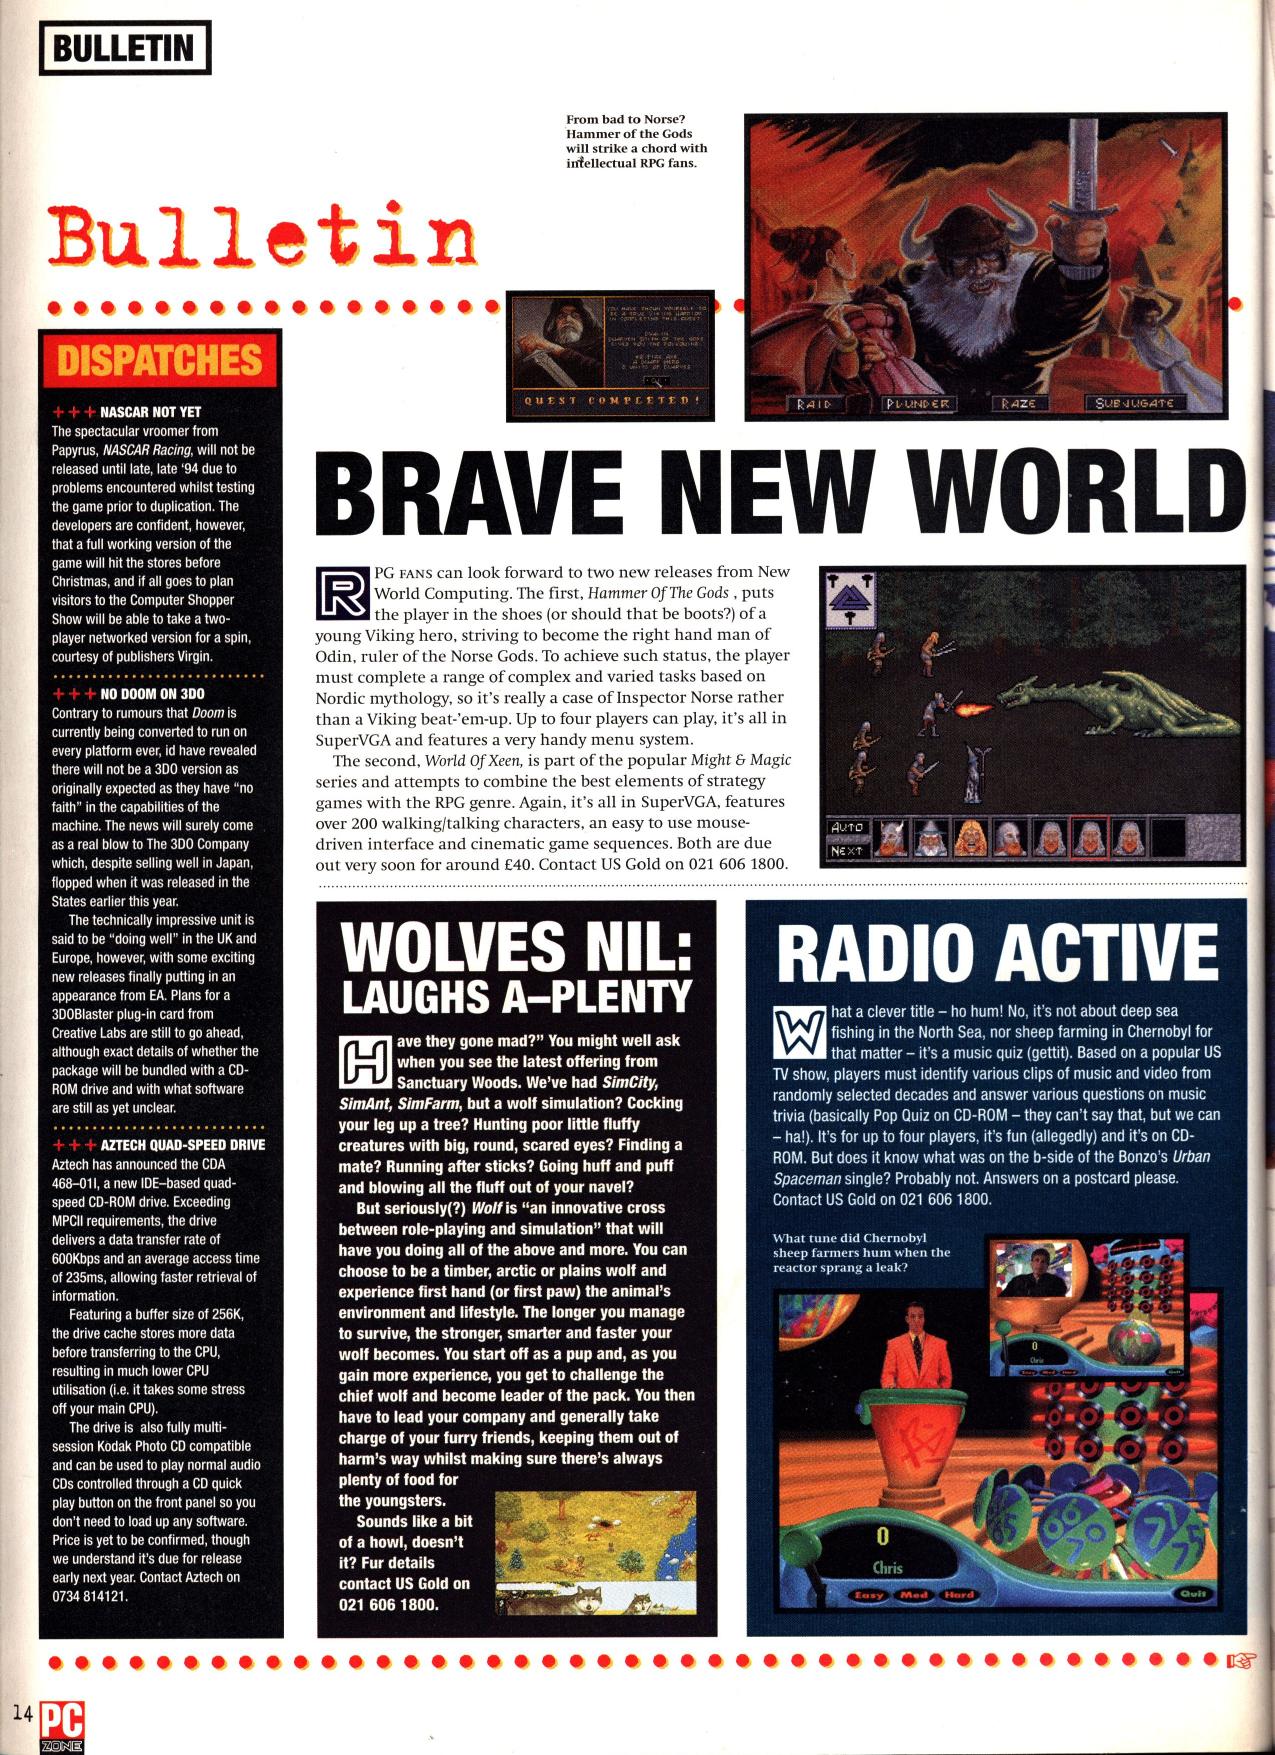 BULLETIN
From bad to Norse?
Hammer of the Gods
will strike a chord with
intellectual RPG fans.
Bulletin
QUEST COMPLETED!
RAID
PLUNDER
RAZE
SUBJUGATE
DISPATCHES
+++ NASCAR NOT YET
The spectacular vroomer from
Papyrus, NASCAR Racing, will not be
released until late, late '94 due to
problems encountered whilst testing
the game prior to duplication. The
developers are confident, however,
that a full working version of the
game will hit the stores before
Christmas, and if all goes to plan
visitors to the Computer Shopper
Show will be able to take a two-
player networked version for a spin,
courtesy of publishers Virgin.
+++ NO DOOM ON 3DO
Contrary to rumours that Doom is
currently being converted to run on
every platform ever, id have revealed
there will not be a 3DO version as
originally expected as they have “no
faith” in the capabilities of the
machine. The news will surely come
as a real blow to The 3DO Company
which, despite selling well in Japan,
flopped when it was released in the
States earlier this year.
The technically impressive unit is
said to be “doing well” in the UK and
Europe, however, with some exciting
new releases finally putting in an
appearance from EA. Plans for a
3DOBlaster plug-in card from
Creative Labs are still to go ahead,
although exact details of whether the
package will be bundled with a CD-
ROM drive and with what software
are still as yet unclear.
+++ AZTECH QUAD-SPEED DRIVE
Aztech has announced the CDA
468–01I, a new IDE–based quad-
speed CD-ROM drive. Exceeding
MPCII requirements, the drive
delivers a data transfer rate of
600Kbps and an average access time
of 235ms, allowing faster retrieval of
information.
Featuring a buffer size of 256K,
the drive cache stores more data
before transferring to the CPU,
resulting in much lower CPU
utilisation (i.e. it takes some stress
off your main CPU).
The drive is also fully multi-
session Kodak Photo CD compatible
and can be used to play normal audio
CDs controlled through a CD quick
play button on the front panel so you
don't need to load up any software.
Price is yet to be confirmed, though
we understand it's due for release
early next year. Contact Aztech on
0734 814121.
BRAVE NEW WORLD
RPG FANS can look forward to two new releases from New
World Computing. The first, Hammer Of The Gods , puts
the player in the shoes (or should that be boots?) of a
young Viking hero, striving to become the right hand man of
Odin, ruler of the Norse Gods. To achieve such status, the player
must complete a range of complex and varied tasks based on
Nordic mythology, so it's really a case of Inspector Norse rather
than a Viking beat-'em-up. Up to four players can play, it's all in
SuperVGA and features a very handy menu system.
The second, World Of Xeen, is part of the popular Might & Magic
series and attempts to combine the best elements of strategy
games with the RPG genre. Again, it's all in SuperVGA, features
over 200 walking/talking characters, an easy to use mouse-
driven interface and cinematic game sequences. Both are due
out very soon for around £40. Contact US Gold on 021 606 1800.
AUTO
NEXT
WOLVES NIL:
LAUGHS A–PLENTY
Have they gone mad?” You might well ask
when you see the latest offering from
Sanctuary Woods. We've had SimCity,
SimAnt, SimFarm, but a wolf simulation? Cocking
your leg up a tree? Hunting poor little fluffy
creatures with big, round, scared eyes? Finding a
mate? Running after sticks? Going huff and puff
and blowing all the fluff out of your navel?
But seriously(?) Wolf is “an innovative cross
between role-playing and simulation” that will
have you doing all of the above and more. You can
choose to be a timber, arctic or plains wolf and
experience first hand (or first paw) the animal's
environment and lifestyle. The longer you manage
to survive, the stronger, smarter and faster your
wolf becomes. You start off as a pup and, as you
gain more experience, you get to challenge the
chief wolf and become leader of the pack. You then
have to lead your company and generally take
charge of your furry friends, keeping them out of
harm's way whilst making sure there's always
plenty of food for
the youngsters.
Sounds like a bit
of a howl, doesn't
it? Fur details
contact US Gold on
021 606 1800.
RADIO ACTIVE
What a clever title – ho hum! No, it's not about deep sea
fishing in the North Sea, nor sheep farming in Chernobyl for
that matter – it's a music quiz (gettit). Based on a popular US
TV show, players must identify various clips of music and video from
randomly selected decades and answer various questions on music
trivia (basically Pop Quiz on CD-ROM – they can't say that, but we can
– ha!). It's for up to four players, it's fun (allegedly) and it's on CD-
ROM. But does it know what was on the b-side of the Bonzo's Urban
Spaceman single? Probably not. Answers on a postcard please.
Contact US Gold on 021 606 1800.
What tune did Chernobyl
sheep farmers hum when the
reactor sprang a leak?
0
Chris
0
Chris
Easy Med Hard
Quit
14 PC
ZONE